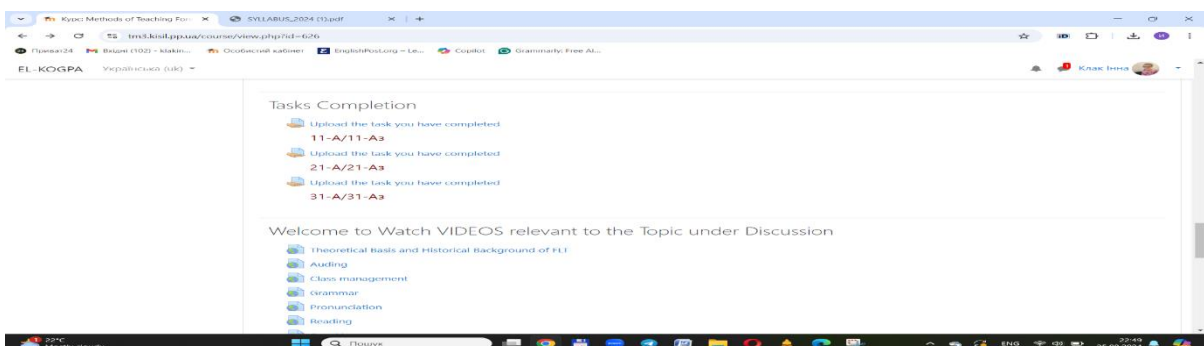 Курс: Methods of Teaching For
SYLLABUS_2024 (1).pdf
tm3.kisil.pp.ua/course/view.php?id=626
Приват24
Вхідні (102) - klakin...
Особистий кабінет
EnglishPost.org – Le...
Copilot
Grammarly: Free AI...
EL-KOGPA
Українська (uk)
Клак Інна
Tasks Completion
Upload the task you have completed
11-А/11-Аз
Upload the task you have completed
21-А/21-Аз
Upload the task you have completed
31-А/31-Аз
Welcome to Watch VIDEOS relevant to the Topic under Discussion
Theoretical Basis and Historical Background of FLT
Auding
Class management
Grammar
Pronunciation
Reading
22°C
Пошук
ENG
22:49